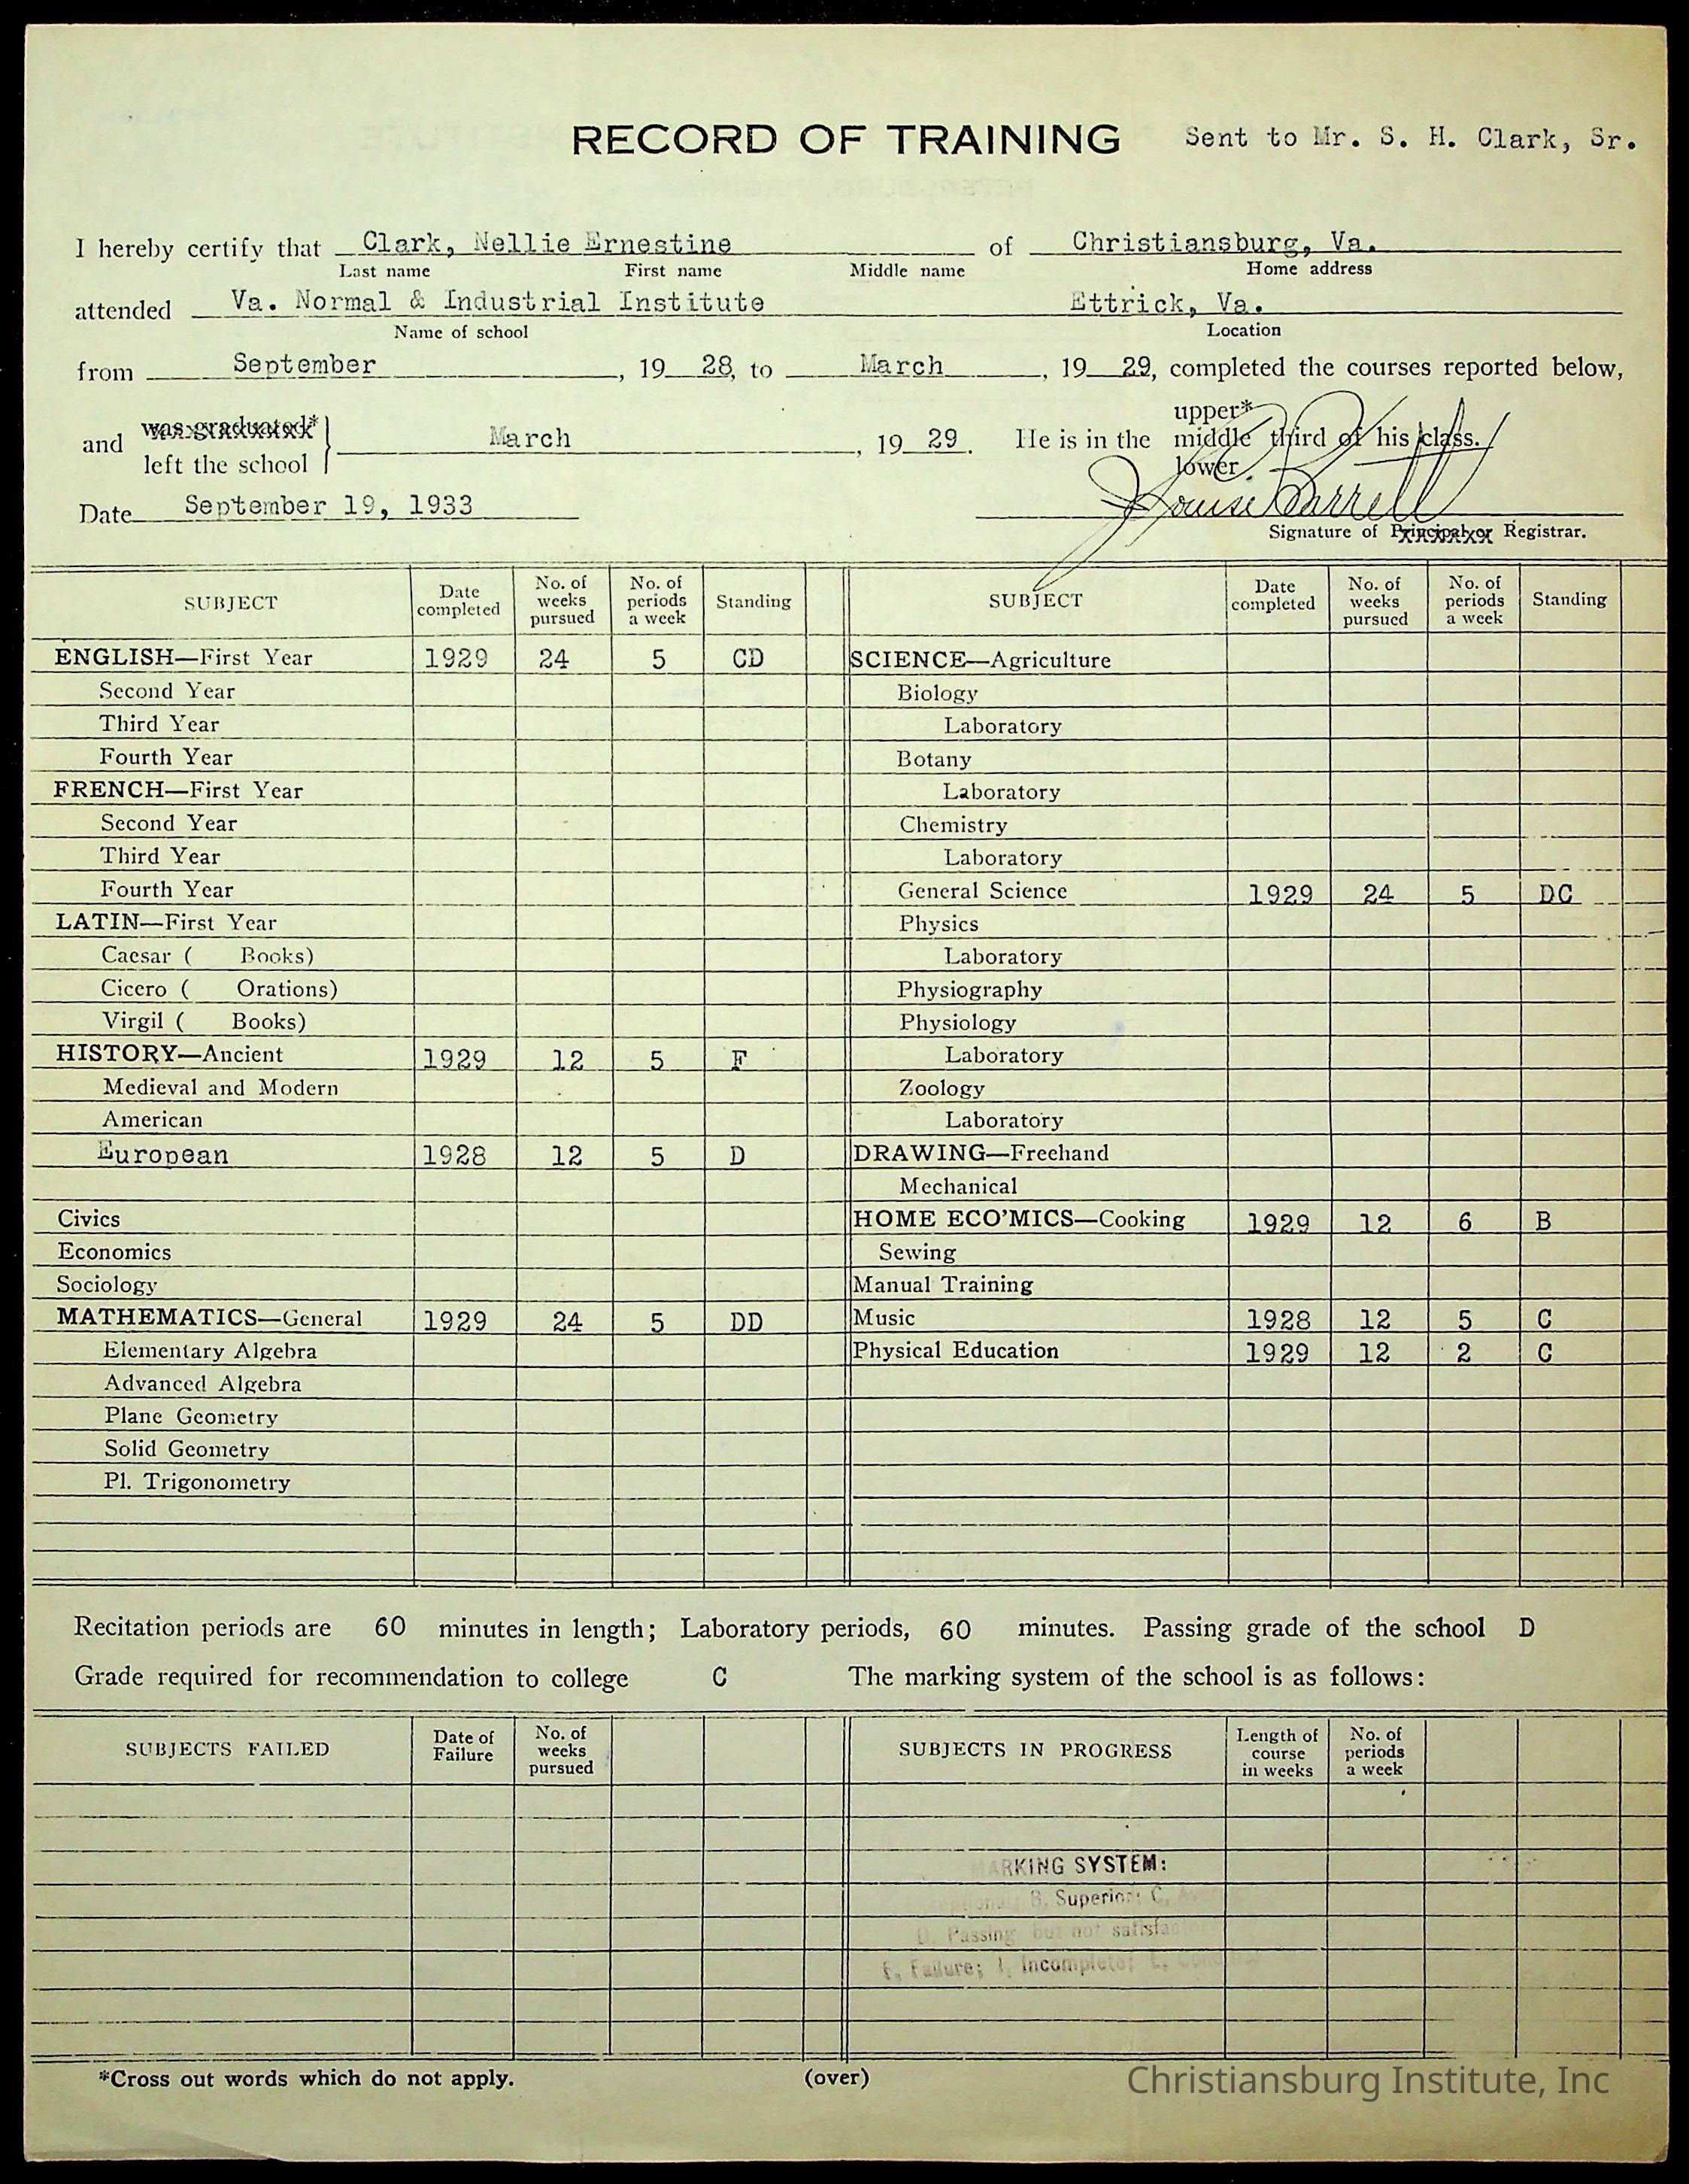 RECORD OF TRAINING Sent to Mr. S. H. Clark, Sr.
I hereby certify that Clark, Nellie Ernestine of Christiansburg, Va.
Last name First name Middle name Home address
attended Va. Normal & Industrial Institute Ettrick, Va.
Name of school Location
from September, 19 28, to March, 19 29, completed the courses reported below,
and was graduated* left the school } March, 19 29. He is in the upper* middle lower third of his class.
Date September 19, 1933 Louise Barrett
Signature of Principal or Registrar.
SUBJECT Date completed No. of weeks pursued No. of periods a week Standing SUBJECT Date completed No. of weeks pursued No. of periods a week Standing
ENGLISH—First Year 1929 24 5 CD SCIENCE—Agriculture
Second Year Biology
Third Year Laboratory
Fourth Year Botany
FRENCH—First Year Laboratory
Second Year Chemistry
Third Year Laboratory
Fourth Year General Science 1929 24 5 DC
LATIN—First Year Physics
Caesar ( Books) Laboratory
Cicero ( Orations) Physiography
Virgil ( Books) Physiology
HISTORY—Ancient 1929 12 5 F Laboratory
Medieval and Modern Zoology
American Laboratory
European 1928 12 5 D DRAWING—Freehand
Mechanical
Civics HOME ECO'MICS—Cooking 1929 12 6 B
Economics Sewing
Sociology Manual Training
MATHEMATICS—General 1929 24 5 DD Music 1928 12 5 C
Elementary Algebra Physical Education 1929 12 2 C
Advanced Algebra
Plane Geometry
Solid Geometry
Pl. Trigonometry
Recitation periods are 60 minutes in length; Laboratory periods, 60 minutes. Passing grade of the school D
Grade required for recommendation to college C The marking system of the school is as follows:
SUBJECTS FAILED Date of Failure No. of weeks pursued SUBJECTS IN PROGRESS Length of course in weeks No. of periods a week
MARKING SYSTEM:
B, Superior; C,
D, Passing but not
F, Failure; I, Incomplete; E,
*Cross out words which do not apply. (over) Christiansburg Institute, Inc